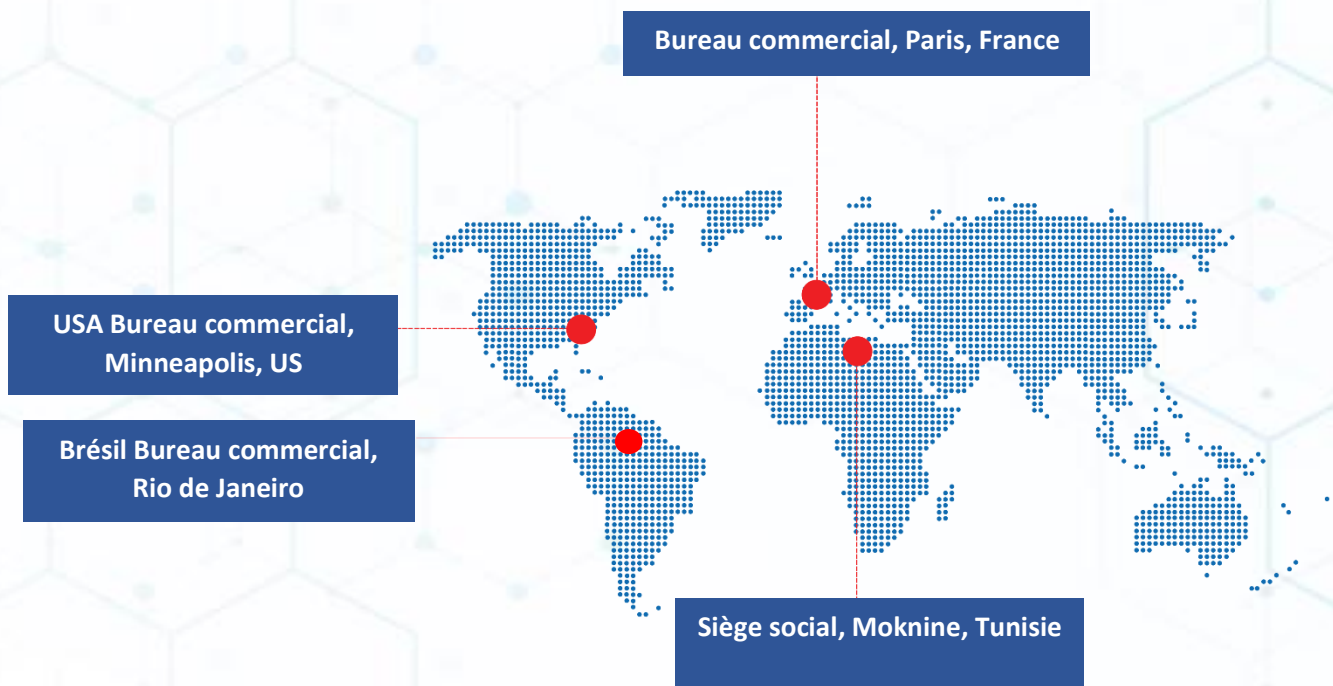 Bureau commercial, Paris, France
USA Bureau commercial,
Minneapolis, US
Brésil Bureau commercial,
Rio de Janeiro
Siège social, Moknine, Tunisie